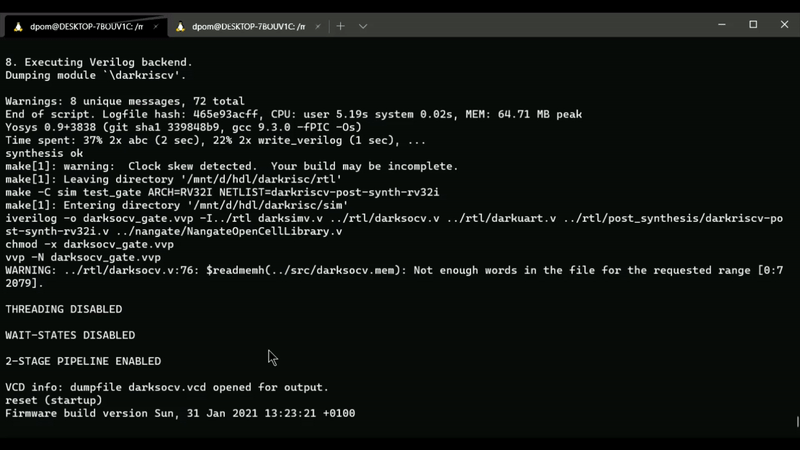 dpom@DESKTOP-7BOUV1C: /m
dpom@DESKTOP-7BOUV1C: /m
8. Executing Verilog backend.
Dumping module `\darkriscv'.
Warnings: 8 unique messages, 72 total
End of script. Logfile hash: 465e93acff, CPU: user 5.19s system 0.02s, MEM: 64.71 MB peak
Yosys 0.9+3838 (git sha1 339848b9, gcc 9.3.0 -fPIC -Os)
Time spent: 37% 2x abc (2 sec), 22% 2x write_verilog (1 sec), ...
synthesis ok
make[1]: warning:  Clock skew detected.  Your build may be incomplete.
make[1]: Leaving directory '/mnt/d/hdl/darkriscv/rtl'
make -C sim test_gate ARCH=RV32I NETLIST=darkriscv-post-synth-rv32i
make[1]: Entering directory '/mnt/d/hdl/darkriscv/sim'
iverilog -o darksocv_gate.vvp -I../rtl darksimv.v ../rtl/darksocv.v ../rtl/darkuart.v ../rtl/post_synthesis/darkriscv-po
st-synth-rv32i.v ../nangate/NangateOpenCellLibrary.v
chmod -x darksocv_gate.vvp
vvp -N darksocv_gate.vvp
WARNING: ../rtl/darksocv.v:76: $readmemh(../src/darksocv.mem): Not enough words in the file for the requested range [0:7
2079].
THREADING DISABLED
WAIT-STATES DISABLED
2-STAGE PIPELINE ENABLED
VCD info: dumpfile darksocv.vcd opened for output.
reset (startup)
Firmware build version Sun, 31 Jan 2021 13:23:21 +0100